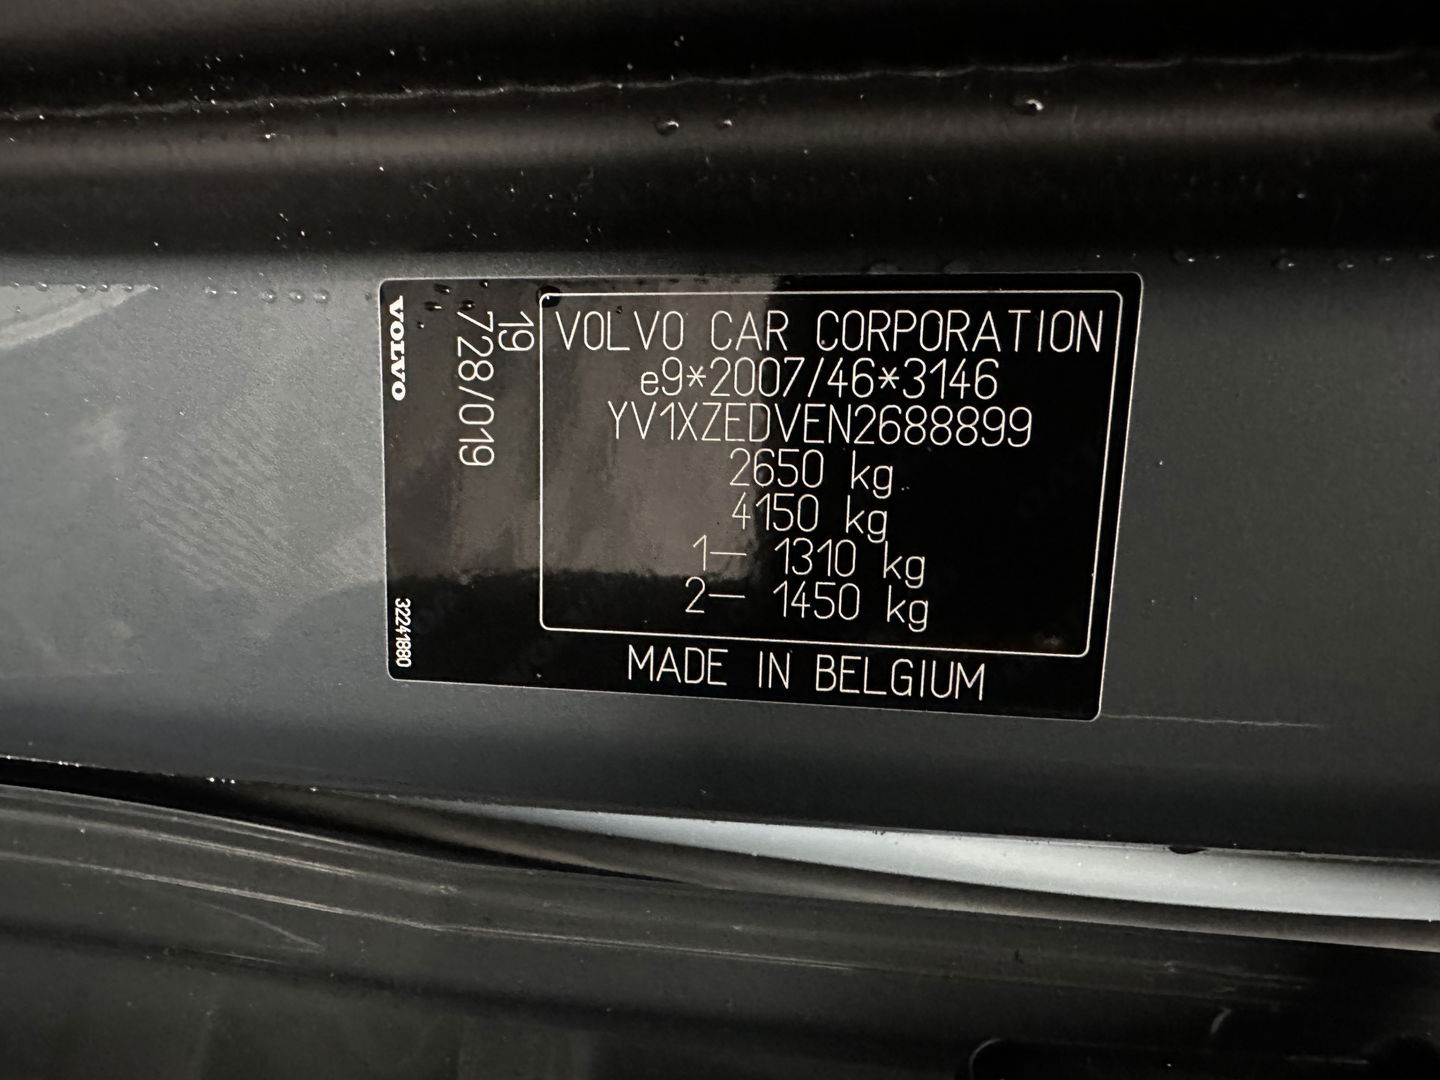 VOLVO
19
728/019
32241880
VOLVO CAR CORPORATION
e9*2007/46*3146
YV1XZEDVEN2688899
2650 kg
4150 kg
1– 1310 kg
2– 1450 kg
MADE IN BELGIUM